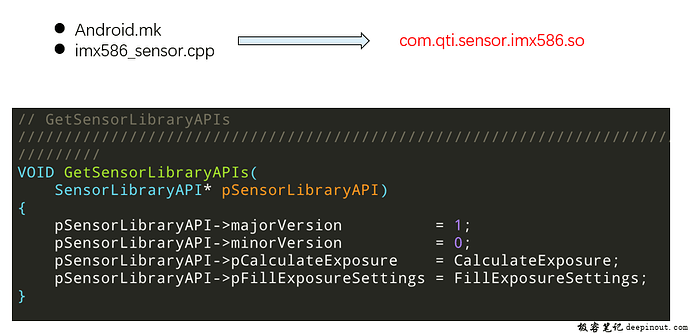 ● Android.mk
● imx586_sensor.cpp
com.qti.sensor.imx586.so
// GetSensorLibraryAPIs
////////////////////////////////////////////////////////////////////////
/////////
VOID GetSensorLibraryAPIs(
    SensorLibraryAPI* pSensorLibraryAPI)
{
    pSensorLibraryAPI->majorVersion          = 1;
    pSensorLibraryAPI->minorVersion          = 0;
    pSensorLibraryAPI->pCalculateExposure    = CalculateExposure;
    pSensorLibraryAPI->pFillExposureSettings = FillExposureSettings;
}
极客笔记 deepinout.com